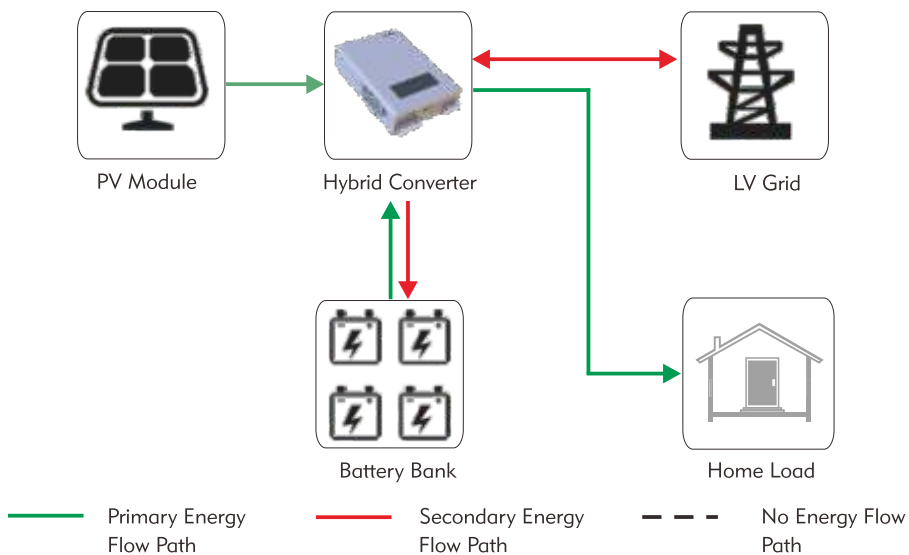 PV Module
Hybrid Converter
LV Grid
Battery Bank
Home Load
Primary Energy
Flow Path
Secondary Energy
Flow Path
No Energy Flow
Path